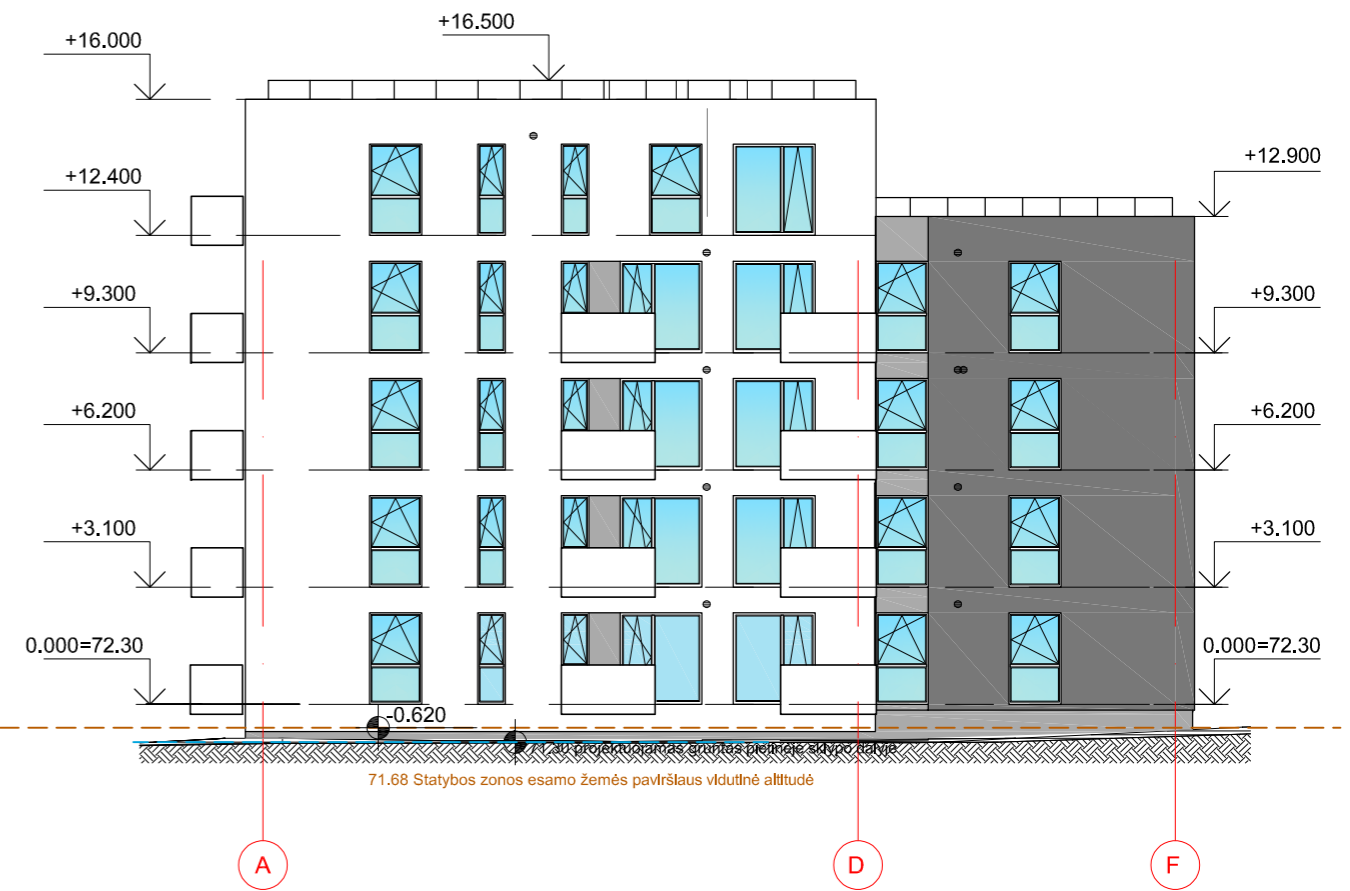 +16.500
+16.000
+12.900
+12.400
+9.300
+9.300
+6.200
+6.200
+3.100
+3.100
0.000=72.30
0.000=72.30
-0.620
71.30 projektuojamas gruntas pietinėje sklypo dalyje
71.68 Statybos zonos esamo žemės paviršiaus vidutinė altitudė
A
D
F